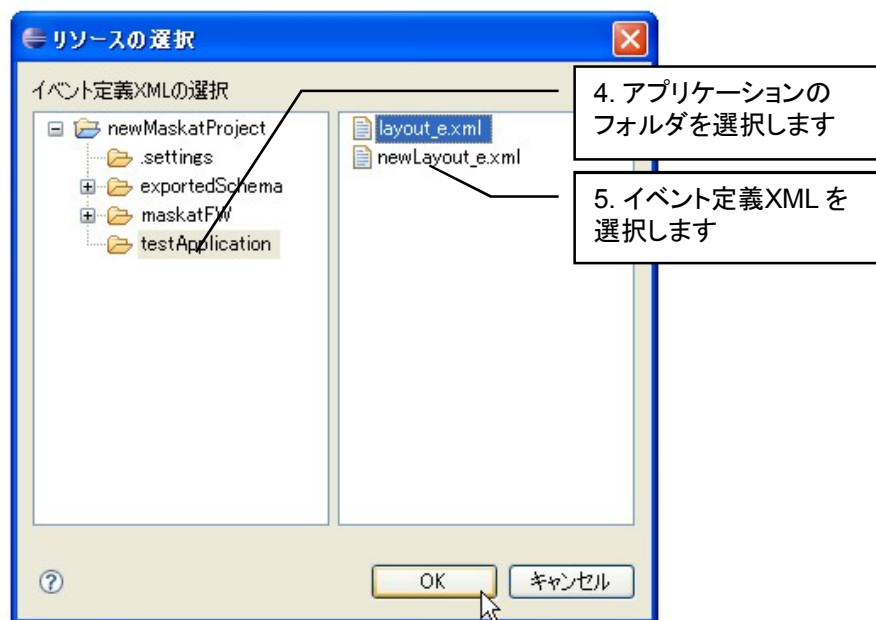 リソースの選択
イベント定義XMLの選択
newMaskatProject
.settings
exportedSchema
maskatFW
testApplication
layout_e.xml
newLayout_e.xml
4. アプリケーションの
フォルダを選択します
5. イベント定義XML を
選択します
OK
キャンセル